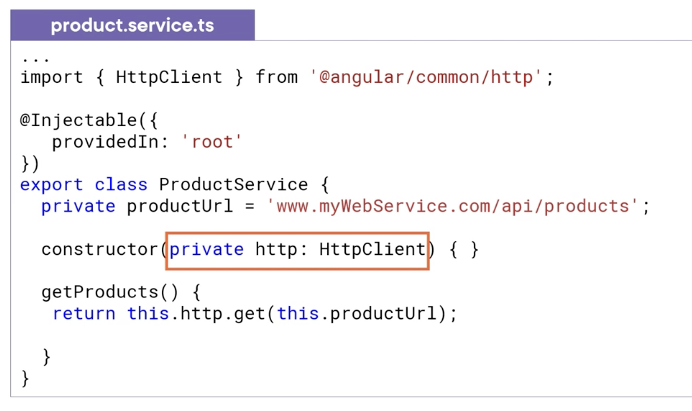 product.service.ts
...
import { HttpClient } from '@angular/common/http';
@Injectable({
providedIn: 'root'
})
export class ProductService {
private productUrl = 'www.myWebService.com/api/products';
constructor(private http: HttpClient) { }
getProducts() {
return this.http.get(this.productUrl);
}
}